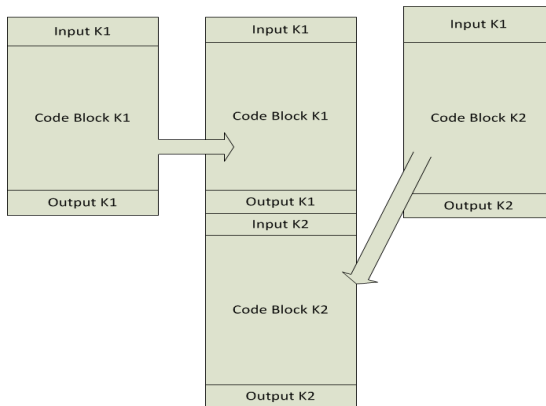 Input K1
Code Block K1
Output K1
Input K1
Code Block K1
Output K1
Input K2
Code Block K2
Output K2
Input K1
Code Block K2
Output K2